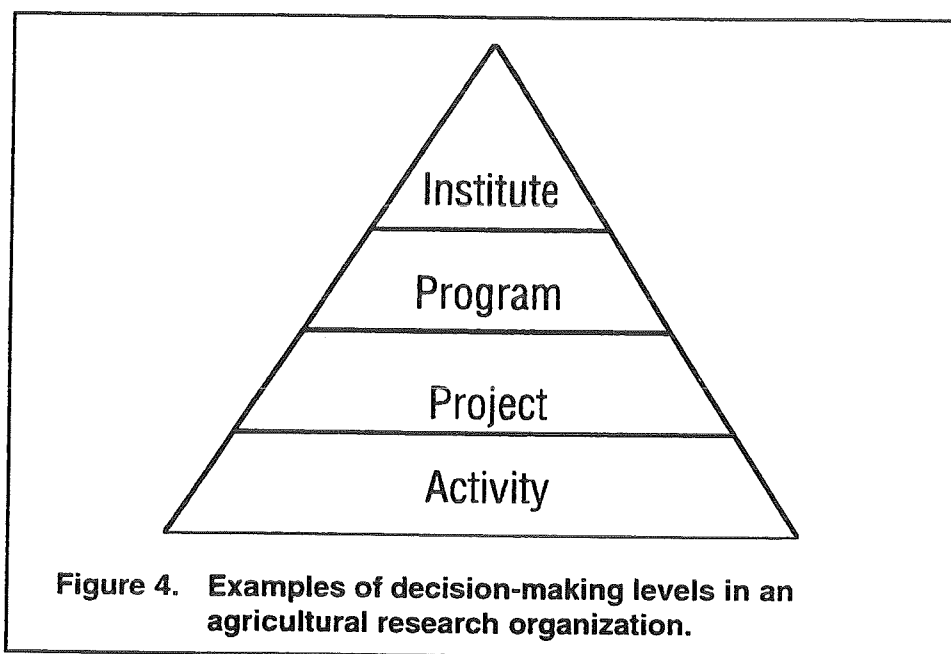 Institute
Program
Project
Activity
Figure 4. Examples of decision-making levels in an
agricultural research organization.